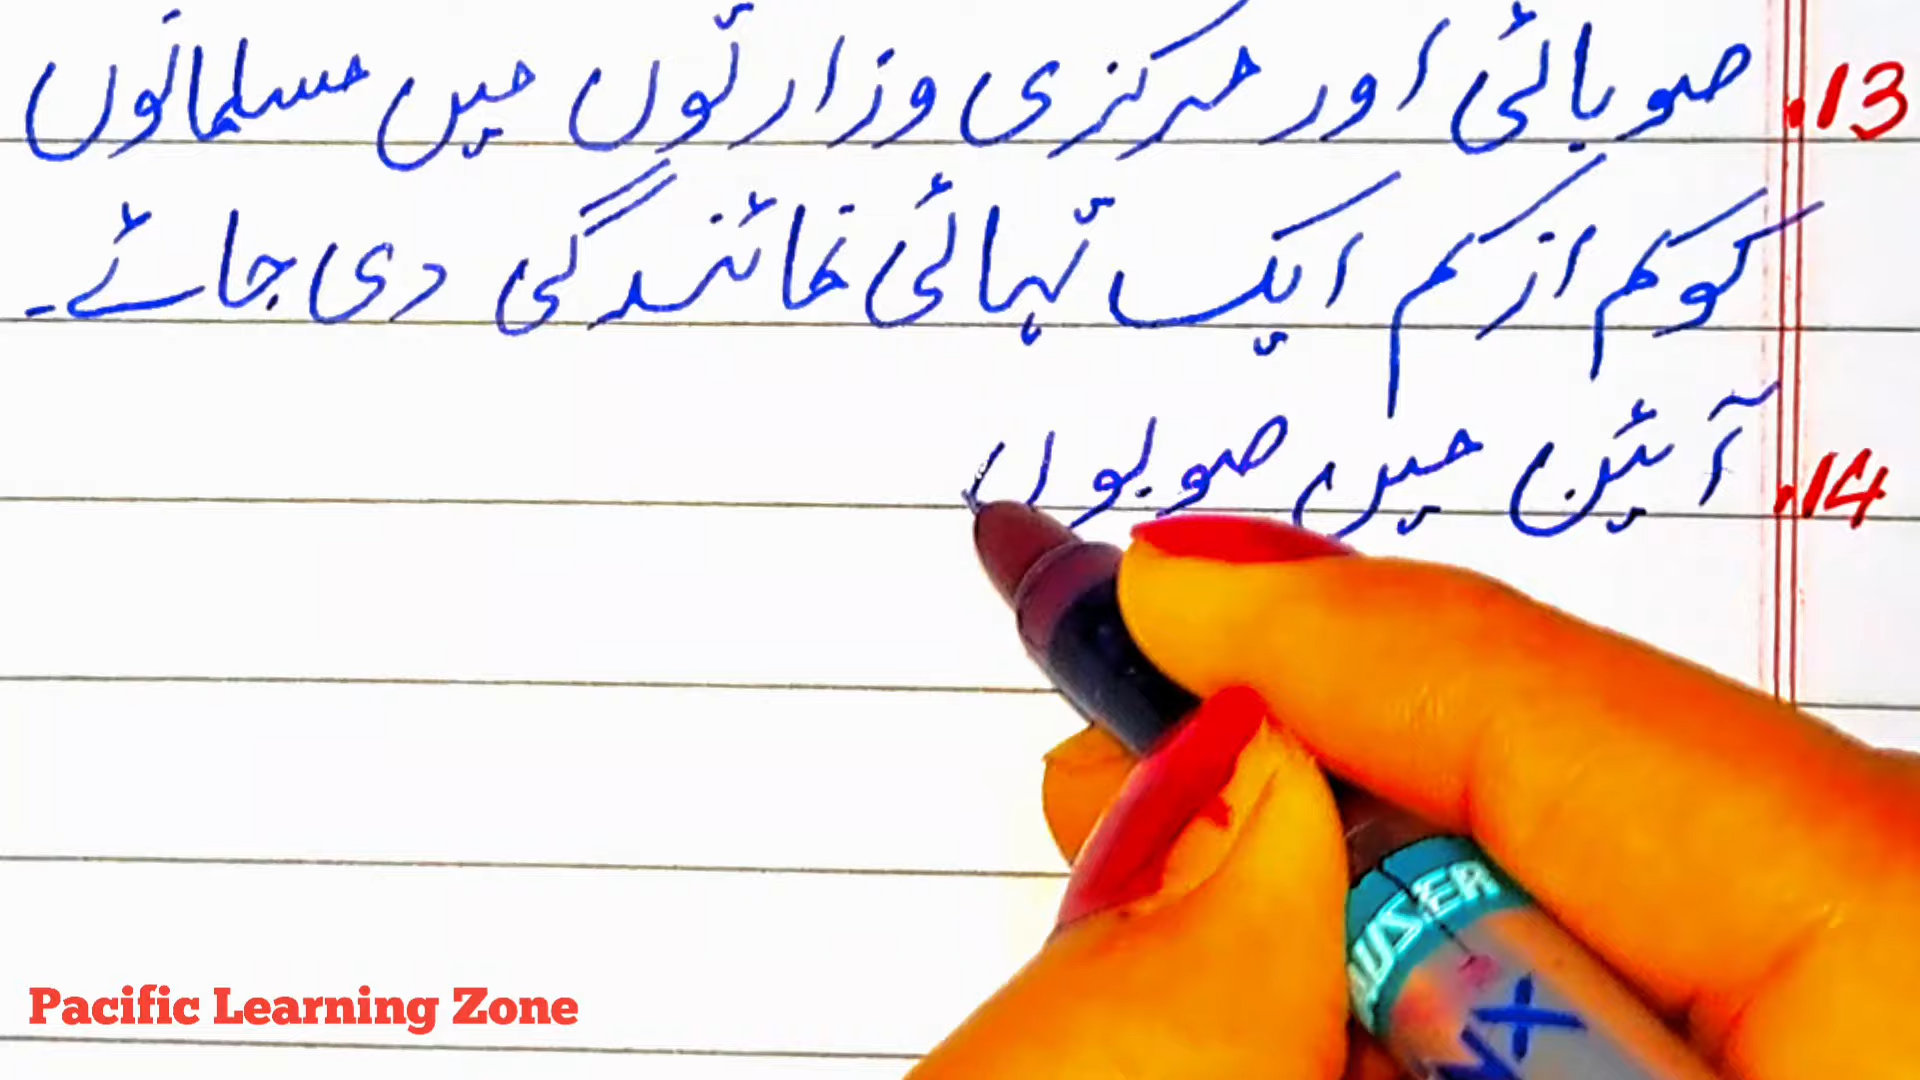 13. صوبائی اور مرکزی وزارتوں میں مسلمانوں
کو کم از کم ایک تہائی نمائندگی دی جائے۔
14. آئین میں صوبوں
USER
Pacific Learning Zone